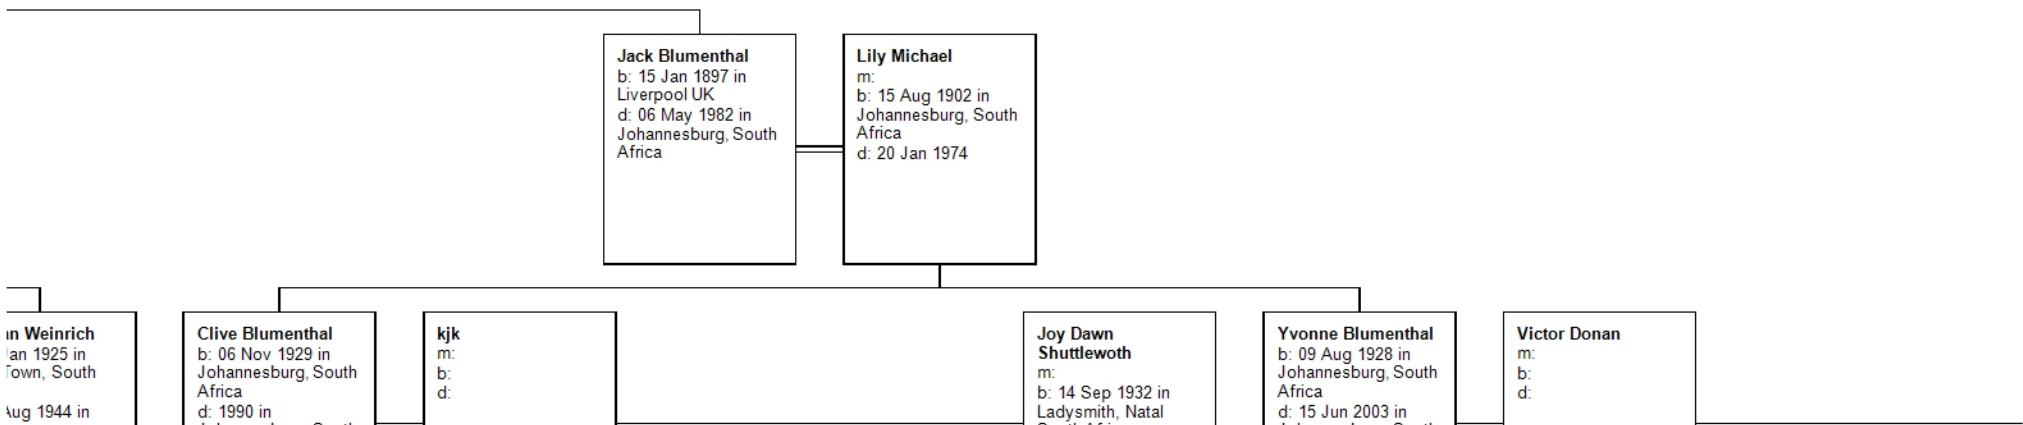 Jack Blumenthal
b: 15 Jan 1897 in
Liverpool UK
d: 06 May 1982 in
Johannesburg, South
Africa
Lily Michael
m:
b: 15 Aug 1902 in
Johannesburg, South
Africa
d: 20 Jan 1974
Weinrich
1925 in
Town, South
Aug 1944 in
Clive Blumenthal
b: 06 Nov 1929 in
Johannesburg, South
Africa
d: 1990 in
kjk
m:
b:
d:
Joy Dawn
Shuttlewoth
m:
b: 14 Sep 1932 in
Ladysmith, Natal
Yvonne Blumenthal
b: 09 Aug 1928 in
Johannesburg, South
Africa
d: 15 Jun 2003 in
Victor Donan
m:
b:
d: